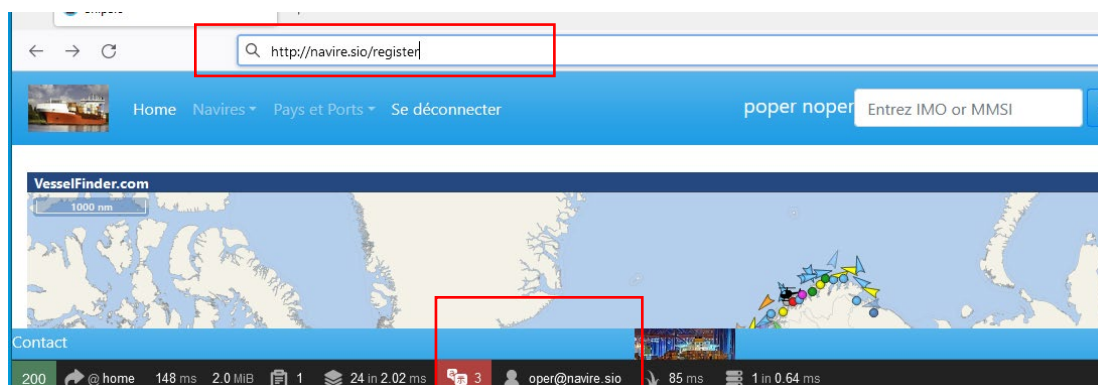 http://navire.sio/register
Home Navires Pays et Ports Se déconnecter poper noper Entrez IMO or MMSI
VesselFinder.com
1000 nm
Contact
200 @ home 148 ms 2.0 MiB 1 24 in 2.02 ms 3 oper@navire.sio 85 ms 1 in 0.64 ms